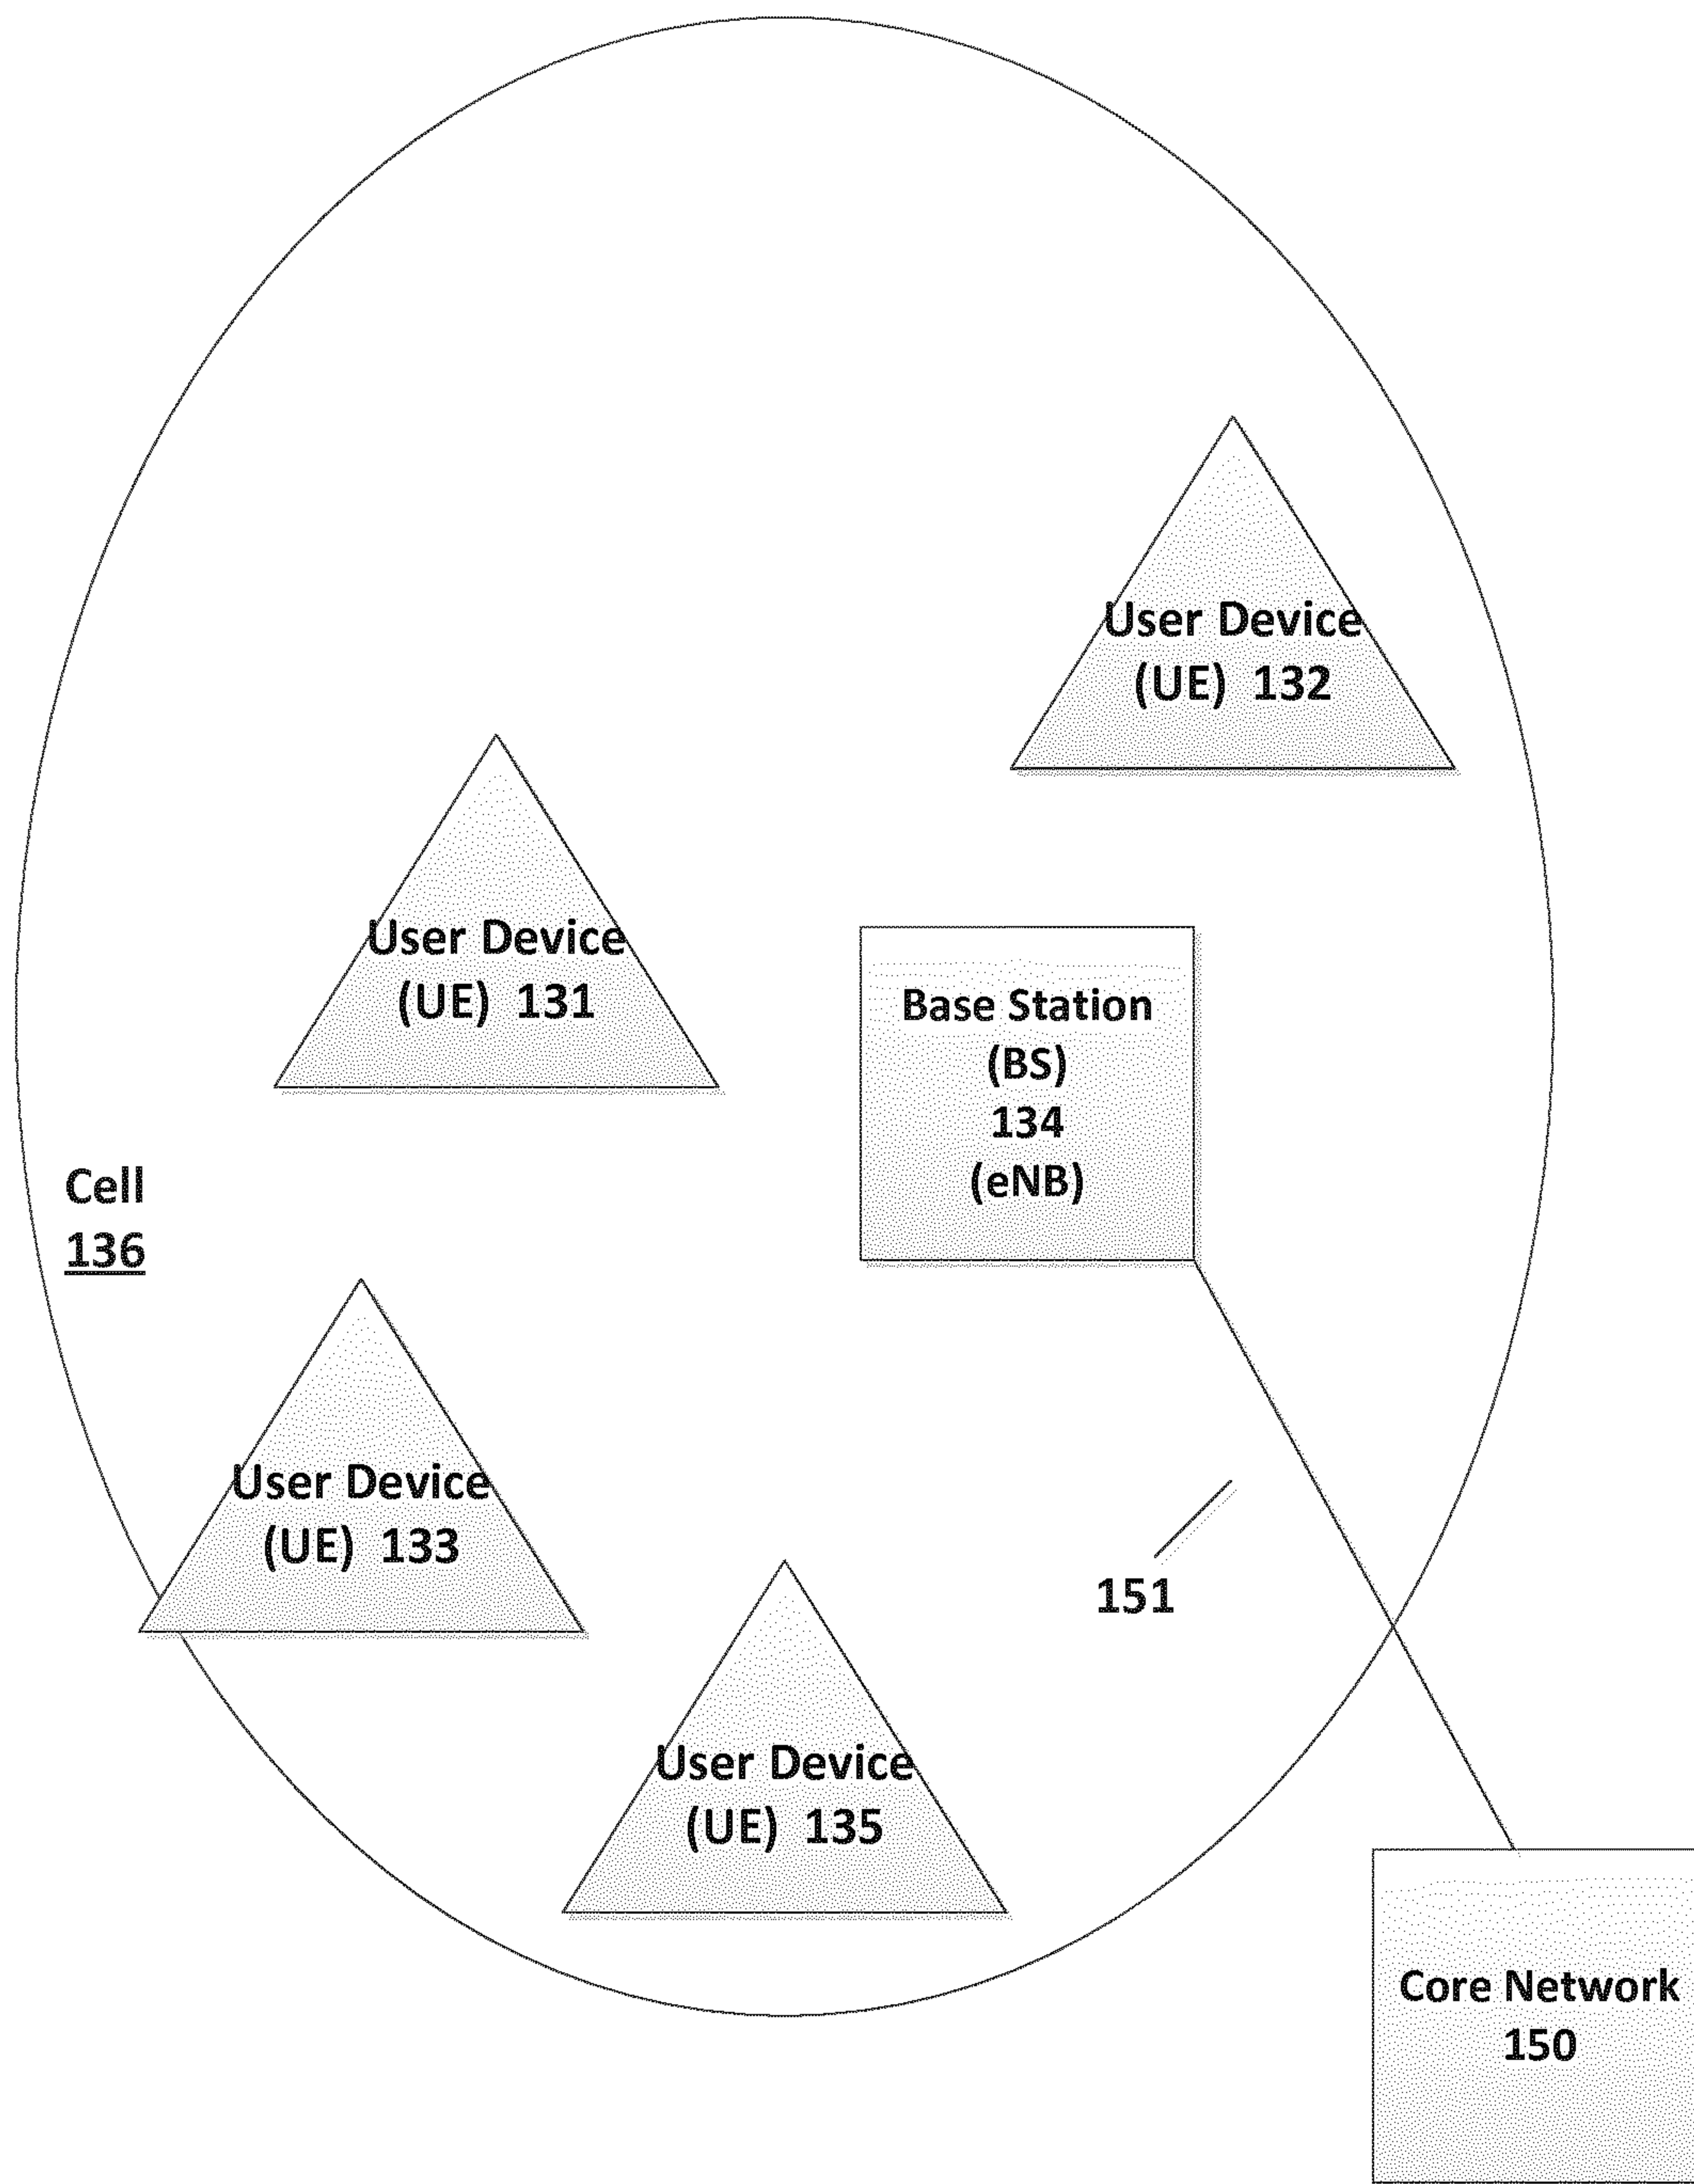 User Device
(UE) 132
User Device
(UE) 131
Base Station
(BS)
134
(eNB)
Cell
136
User Device
(UE) 133
151
User Device
(UE) 135
Core Network
150